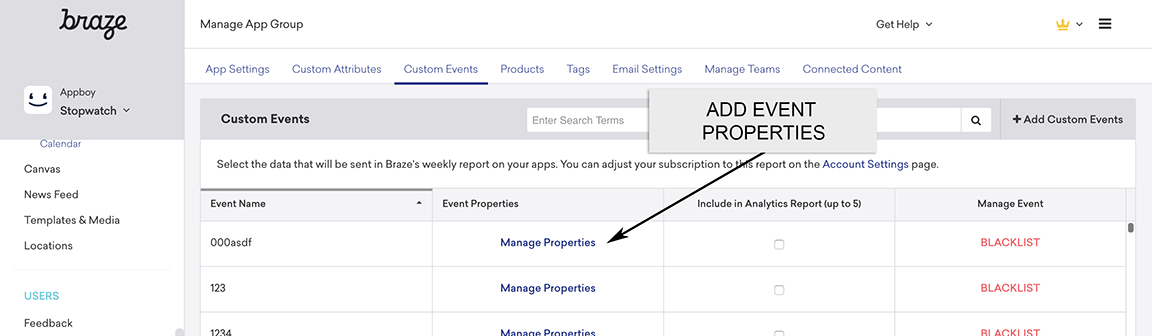 braze
Manage App Group
Get Help
App Settings
Custom Attributes
Custom Events
Products
Tags
Email Settings
Manage Teams
Connected Content
Appboy
Stopwatch
Calendar
Canvas
News Feed
Templates & Media
Locations
USERS
Feedback
Custom Events
Enter Search Terms
ADD EVENT
PROPERTIES
+ Add Custom Events
Select the data that will be sent in Braze's weekly report on your apps. You can adjust your subscription to this report on the Account Settings page.
Event Name
Event Properties
Include in Analytics Report (up to 5)
Manage Event
000asdf
Manage Properties
BLACKLIST
123
Manage Properties
BLACKLIST
1234
Manage Properties
BLACKLIST